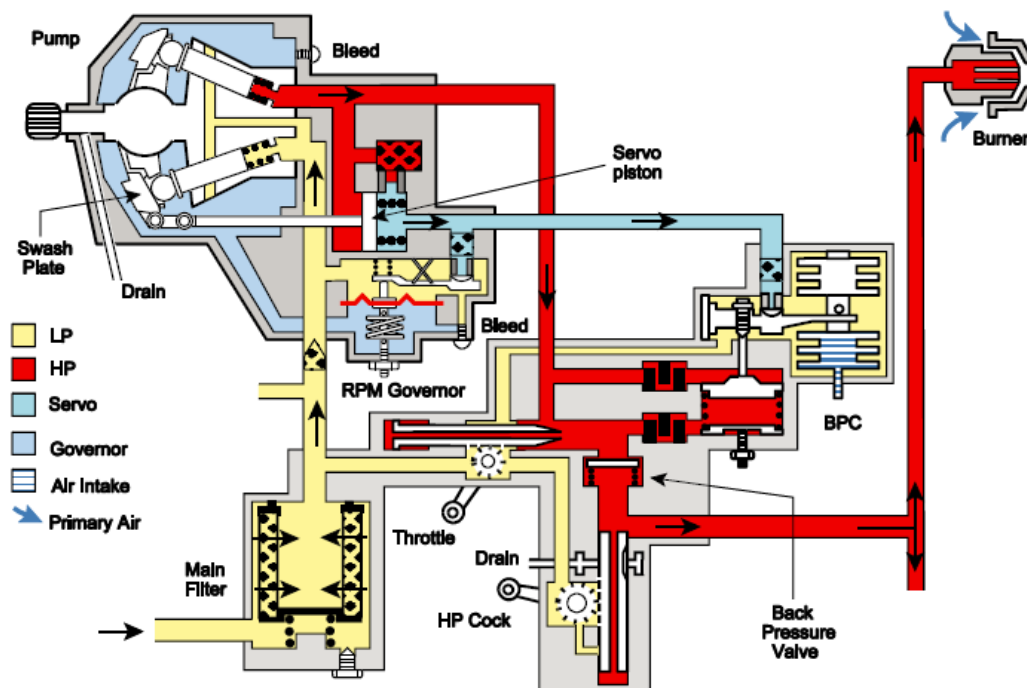 Pump
Bleed
Burner
Servo
piston
Swash
Plate
Drain
LP
HP
Servo
Governor
Air Intake
Primary Air
Bleed
RPM Governor
BPC
Throttle
Main
Filter
Drain
HP Cock
Back
Pressure
Valve